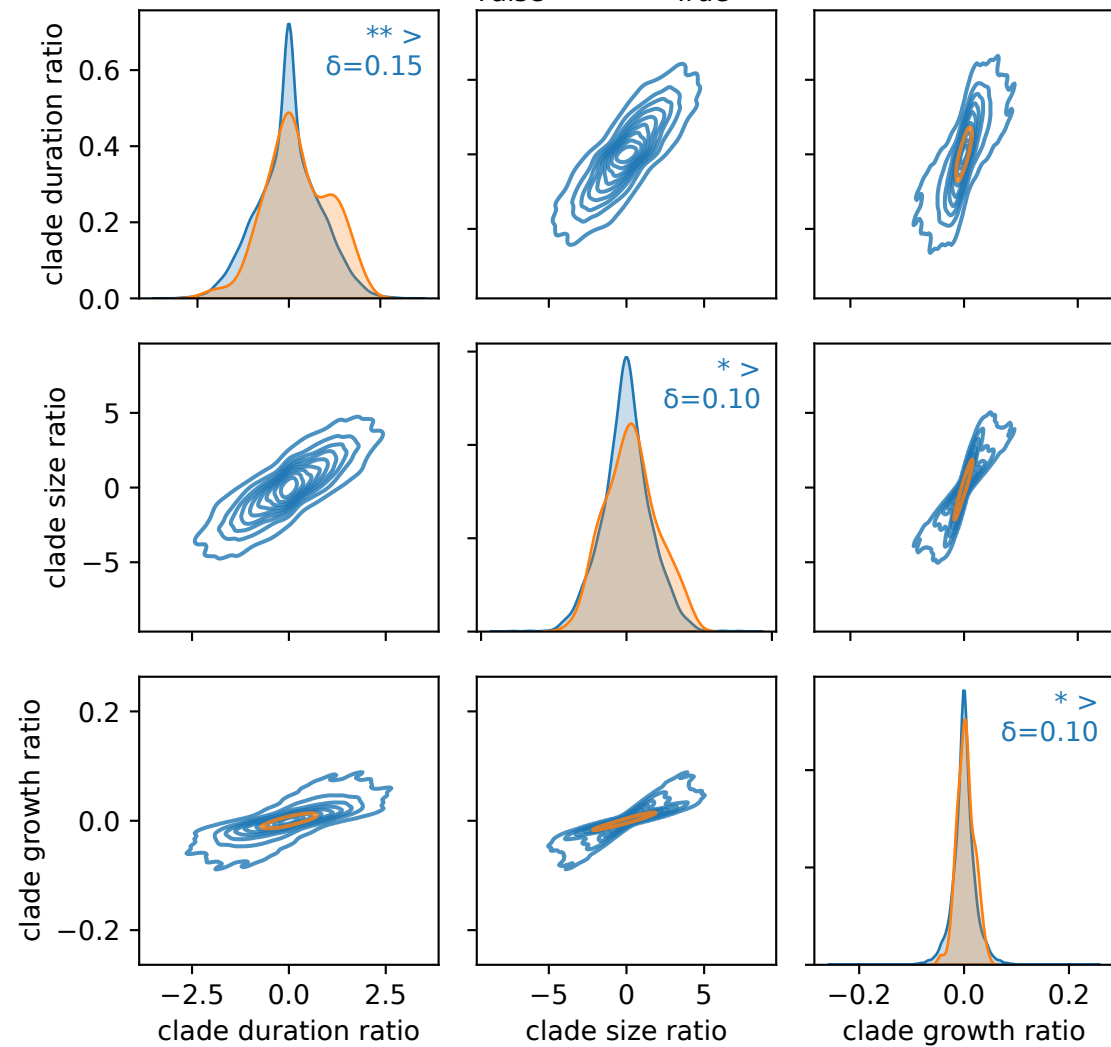 clade duration ratio
0.6
0.4
0.2
0.0
** >
δ=0.15
clade size ratio
5
0
−5
* >
δ=0.10
clade growth ratio
0.2
0.0
−0.2
* >
δ=0.10
−2.5 0.0 2.5
−5 0 5
−0.2 0.0 0.2
clade duration ratio
clade size ratio
clade growth ratio